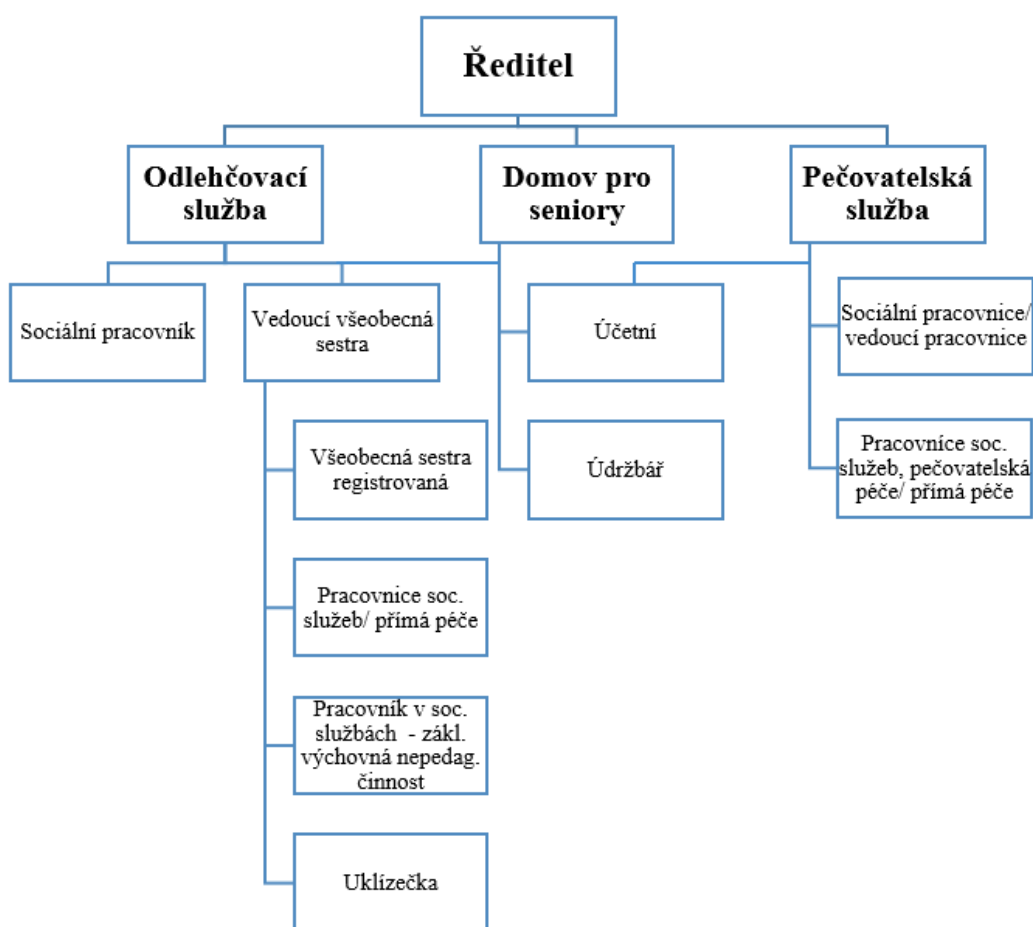 Ředitel
Odlehčovací
služba
Domov pro
seniory
Pečovatelská
služba
Sociální pracovník
Vedoucí všeobecná
sestra
Účetní
Sociální pracovnice/
vedoucí pracovnice
Všeobecná sestra
registrovaná
Údržbář
Pracovníce soc.
služeb, pečovatelská
péče/ přímá péče
Pracovnice soc.
služeb/ přímá péče
Pracovník v soc.
službách - zákl.
výchovná nepedag.
činnost
Uklízečka